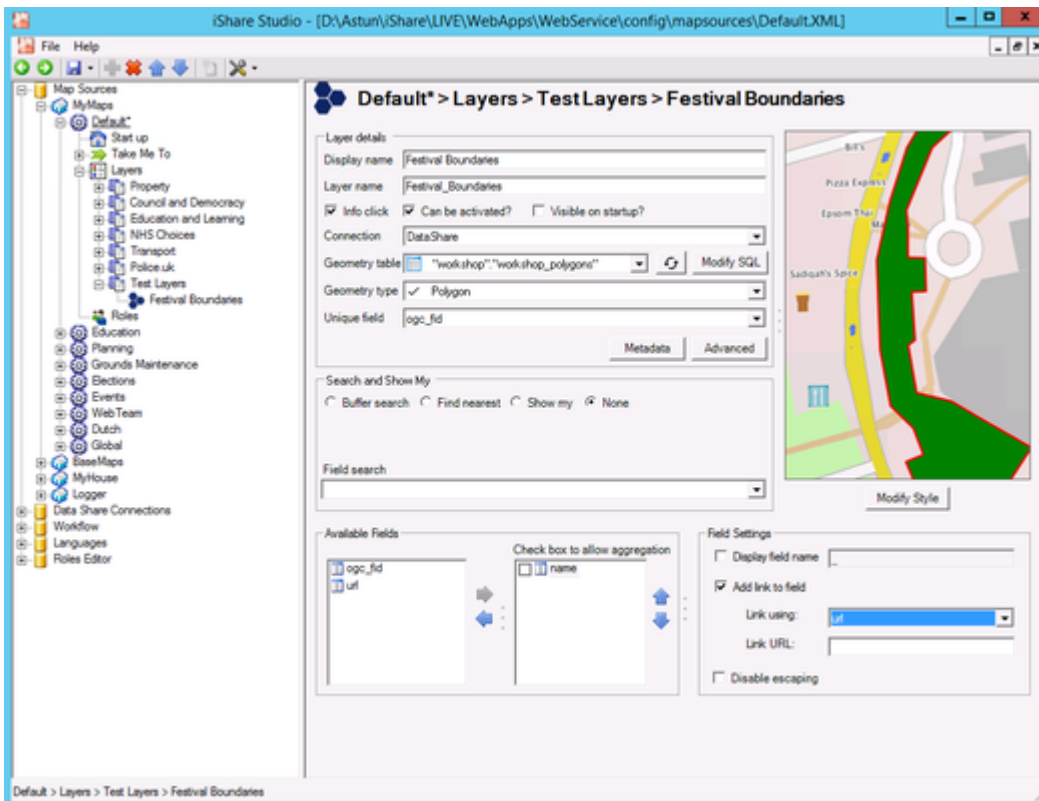 iShare Studio - [D:\Astun\iShare\LIVE\WebApps\WebService\config\mapsources\Default.XML]
File Help
Map Sources
MyMaps
Default*
Start up
Take Me To
Layers
Property
Council and Democracy
Education and Learning
NHS Choices
Transport
Police.uk
Test Layers
Festival Boundaries
Roles
Education
Planning
Grounds Maintenance
Elections
Events
WebTeam
Dutch
Global
BaseMaps
MyHouse
Logger
Data Share Connections
Workflow
Languages
Roles Editor
Default* > Layers > Test Layers > Festival Boundaries
Layer details
Display name Festival Boundaries
Layer name Festival_Boundaries
Info click Can be activated? Visible on startup?
Connection DataShare
Geometry table "workshop"."workshop_polygons" Modify SQL
Geometry type Polygon
Unique field ogc_fid
Metadata Advanced
Search and Show My
Buffer search Find nearest Show my None
Field search
Bill's
Pizza Express
Epsom Thai
Ma
Sadiqah's Spice
Modify Style
Available Fields
ogc_fid
url
Check box to allow aggregation
name
Field Settings
Display field name _
Add link to field
Link using: url
Link URL:
Disable escaping
Default > Layers > Test Layers > Festival Boundaries